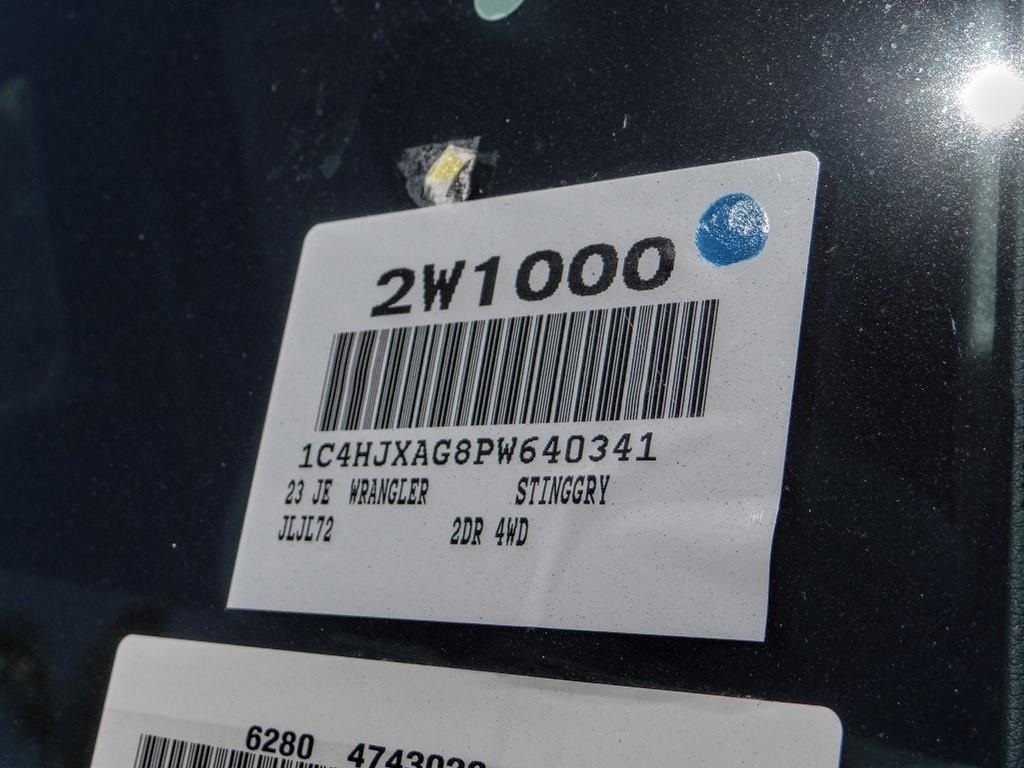 2W1000
1C4HJXAG8PW640341
23 JE WRANGLER STINGGRY
JLJL72 2DR 4WD
6280